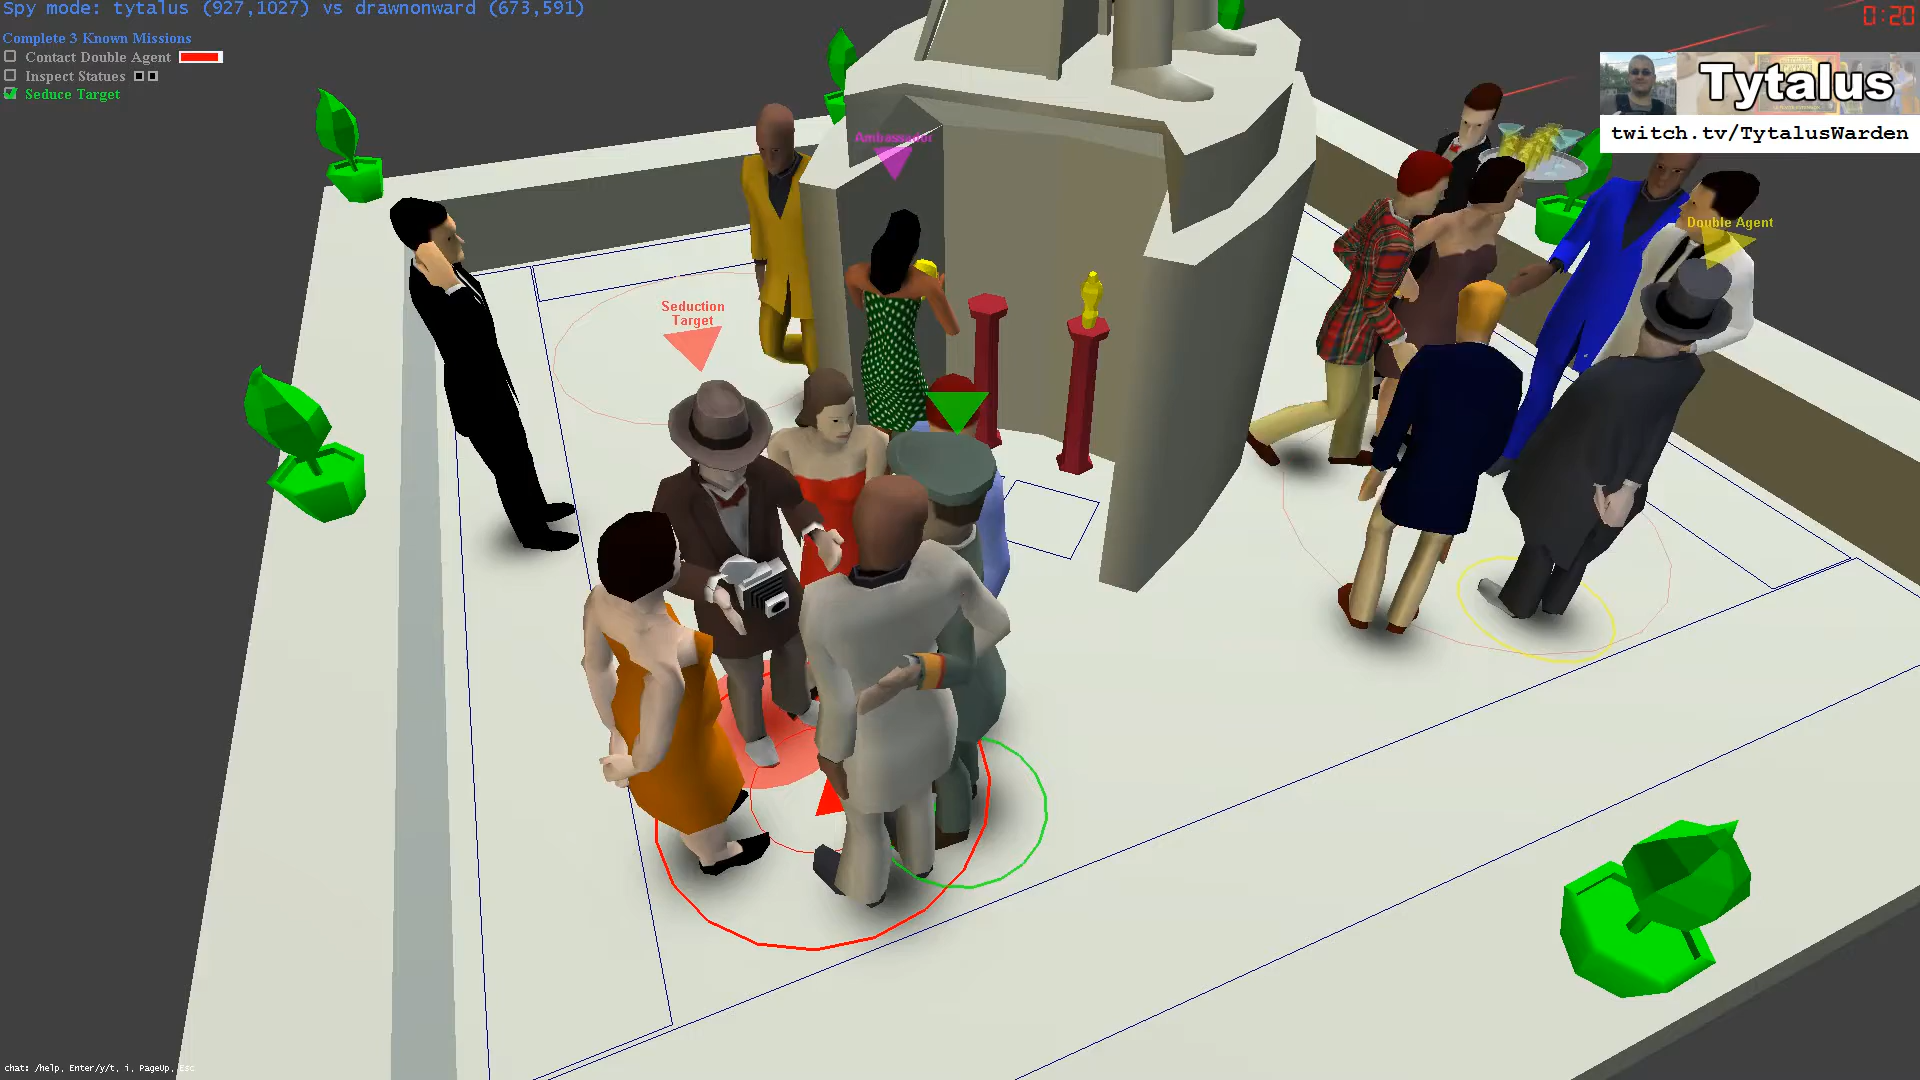 Spy mode: tytalus (927,1027) vs drawnonward (673,591)
0:20
Complete 3 Known Missions
Contact Double Agent
Inspect Statues
Seduce Target
Tytalus
twitch.tv/TytalusWarden
Ambassador
Double Agent
Seduction
Target
chat: /help, Enter/y/t, i, PageUp, Esc